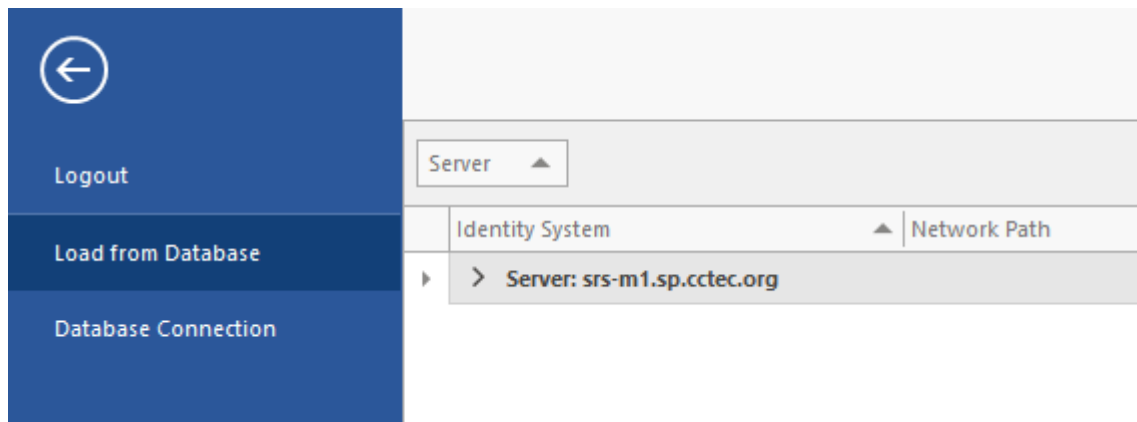 Logout
Load from Database
Database Connection
Server
Identity System Network Path
Server: srs-m1.sp.cctec.org